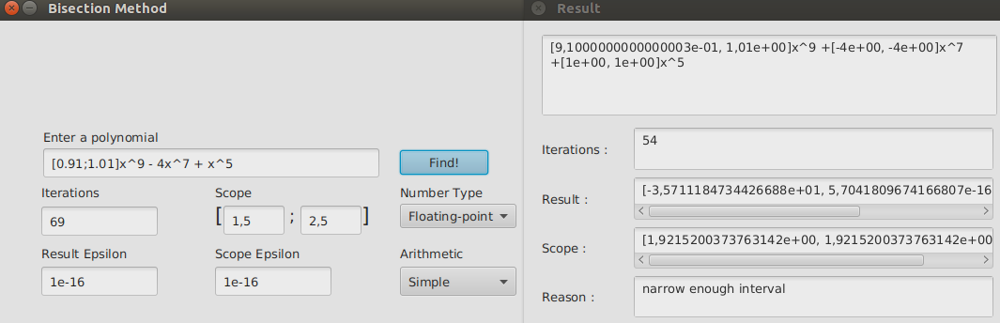 Bisection Method
Enter a polynomial
[0.91;1.01]x^9 - 4x^7 + x^5
Find!
Iterations
Scope
Number Type
69
[ 1,5 ; 2,5 ]
Floating-point
Result Epsilon
Scope Epsilon
Arithmetic
1e-16
1e-16
Simple
Result
[9,1000000000000003e-01, 1,01e+00]x^9 +[-4e+00, -4e+00]x^7
+[1e+00, 1e+00]x^5
Iterations :
54
Result :
[-3,5711184734426688e+01, 5,7041809674166807e-16
Scope :
[1,9215200373763142e+00, 1,9215200373763142e+00
Reason :
narrow enough interval